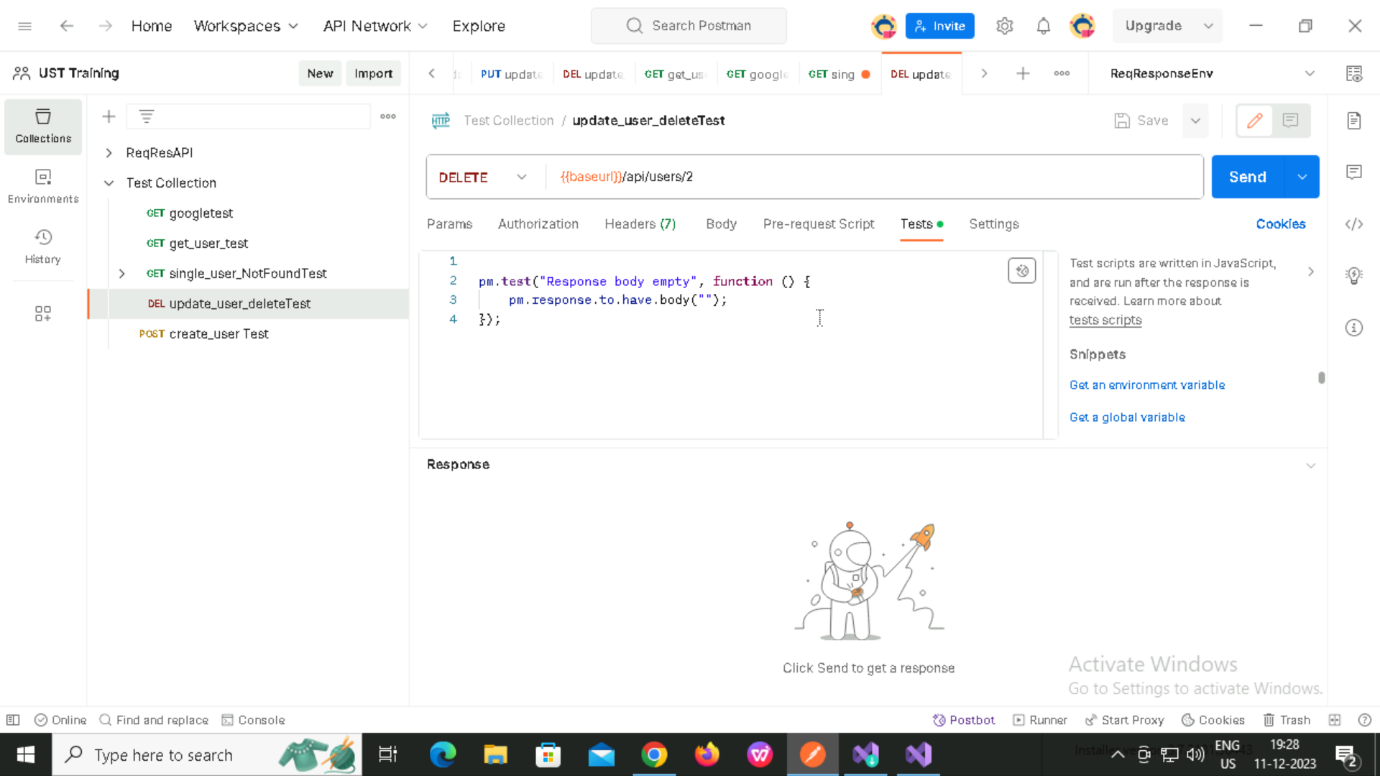 Home
Workspaces
API Network
Explore
Search Postman
Invite
Upgrade
UST Training
New
Import
PUT update
DEL update
GET get_us
GET googl
GET sing
DEL update
ReqResponseEnv
Collections
Environments
History
ReqResAPI
Test Collection
GET googletest
GET get_user_test
GET single_user_NotFoundTest
DEL update_user_deleteTest
POST create_user Test
HTTP
Test Collection / update_user_deleteTest
Save
DELETE
{{baseurl}}/api/users/2
Send
Params
Authorization
Headers (7)
Body
Pre-request Script
Tests
Settings
Cookies
1
2 pm.test("Response body empty", function () {
3 pm.response.to.have.body("");
4 });
Test scripts are written in JavaScript,
and are run after the response is
received. Learn more about
tests scripts
Snippets
Get an environment variable
Get a global variable
Response
Click Send to get a response
Activate Windows
Go to Settings to activate Windows.
Online
Find and replace
Console
Postbot
Runner
Start Proxy
Cookies
Trash
Type here to search
ENG
US
19:28
11-12-2023
2